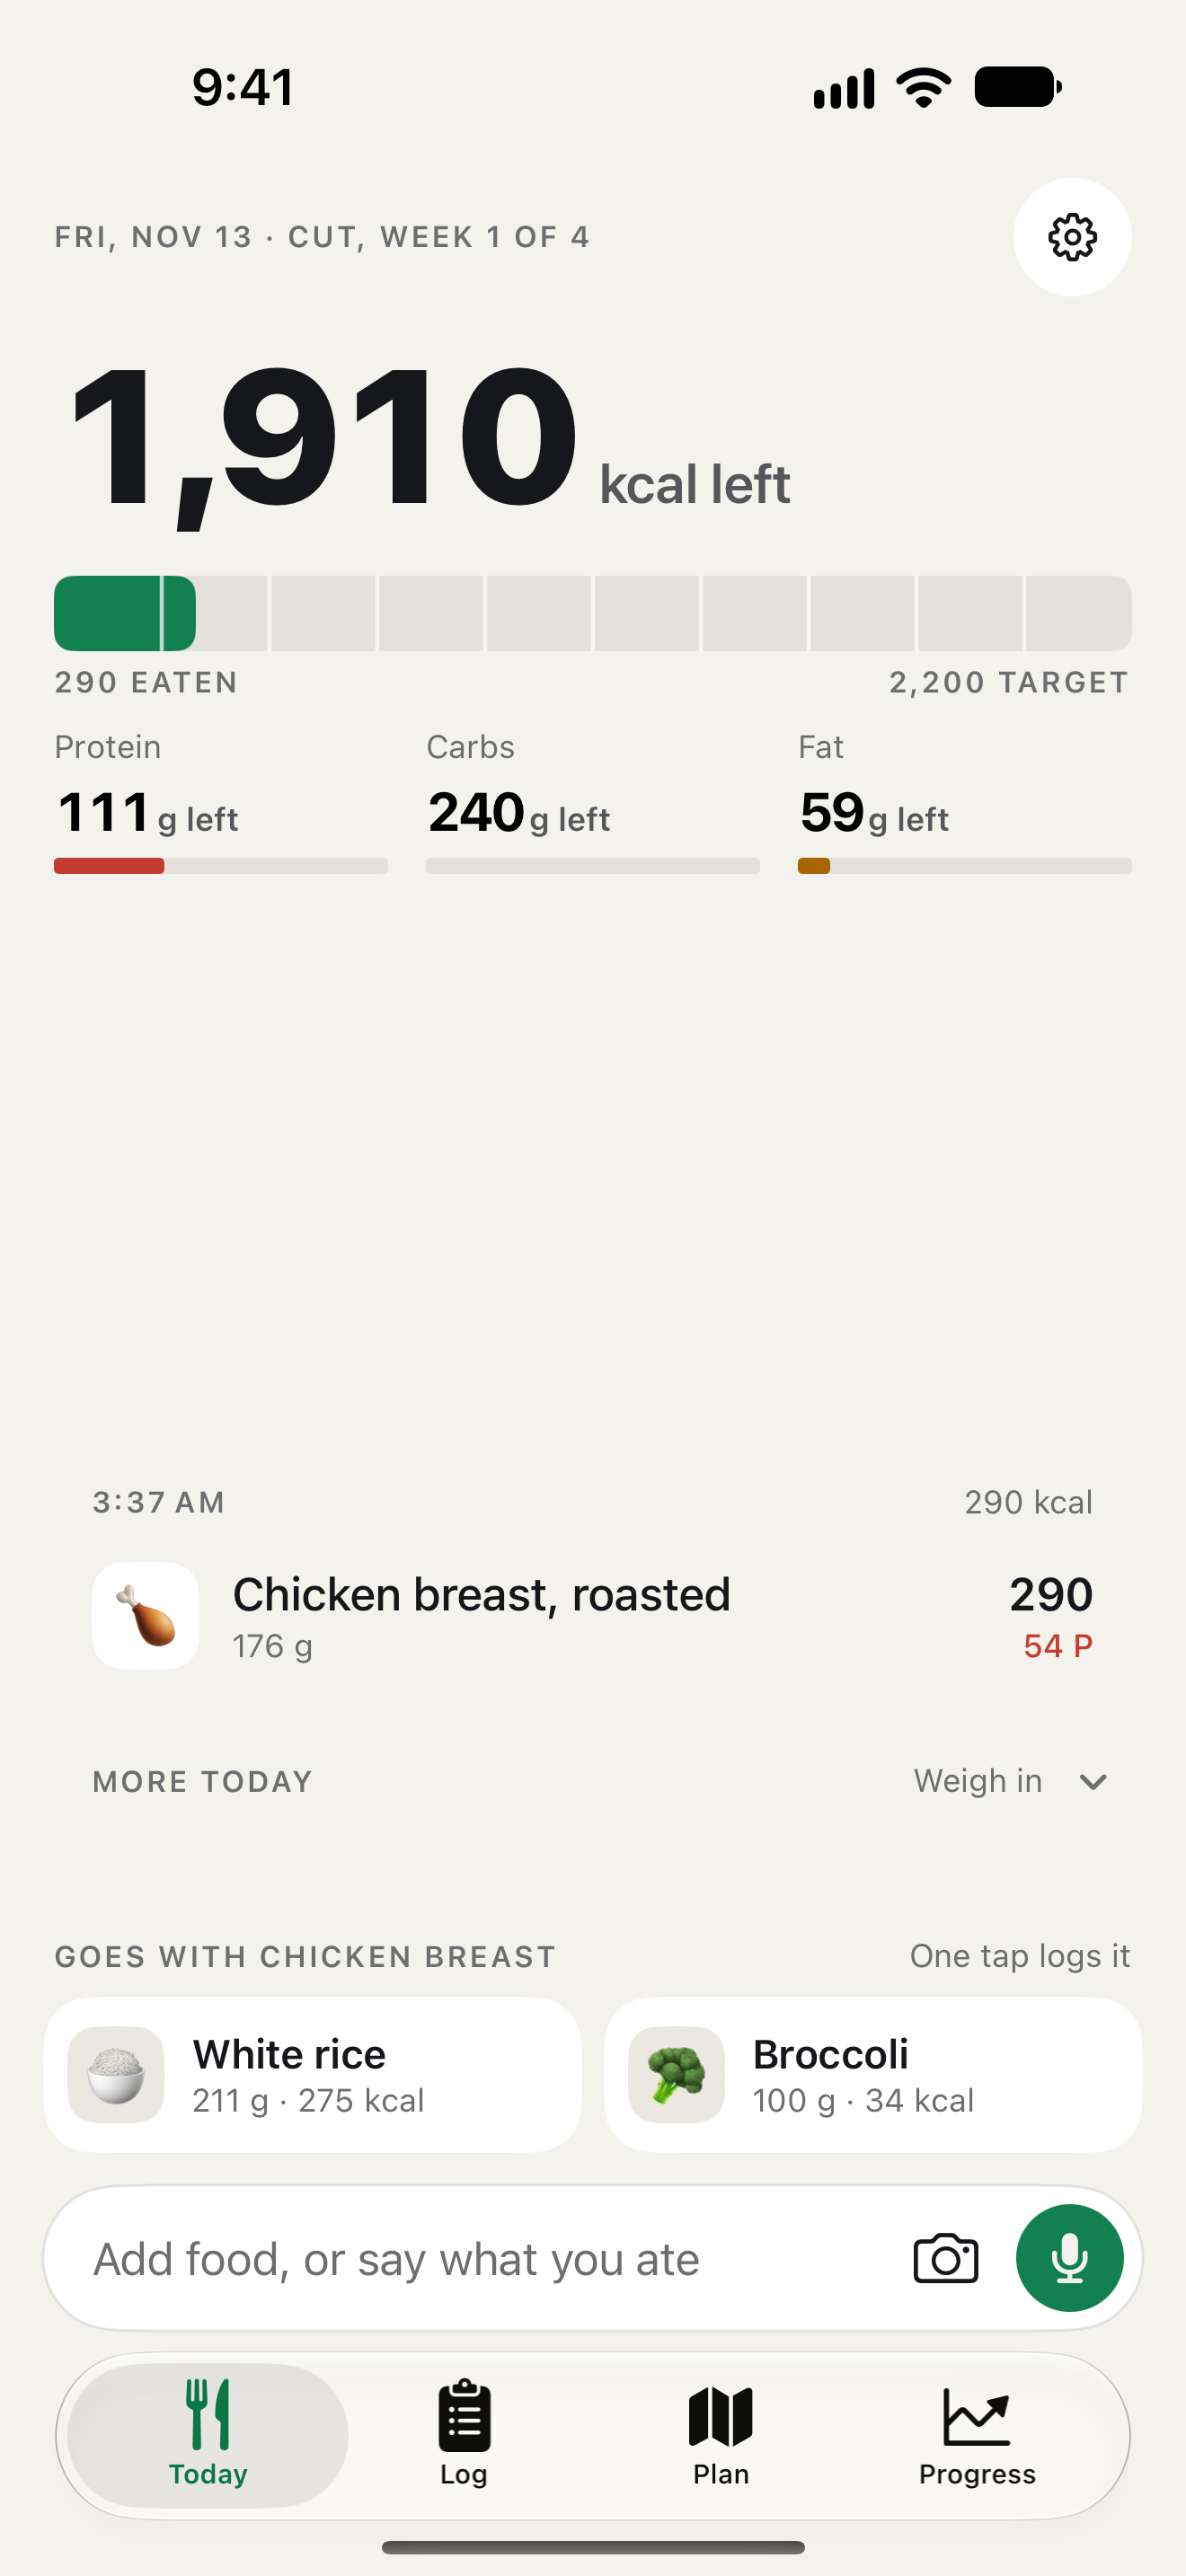 9:41
FRI, NOV 13 · CUT, WEEK 1 OF 4
1,910 kcal left
290 EATEN 2,200 TARGET
Protein Carbs Fat
111 g left 240 g left 59 g left
3:37 AM 290 kcal
Chicken breast, roasted 290
176 g 54 P
MORE TODAY Weigh in
GOES WITH CHICKEN BREAST One tap logs it
White rice Broccoli
211 g · 275 kcal 100 g · 34 kcal
Add food, or say what you ate
Today Log Plan Progress